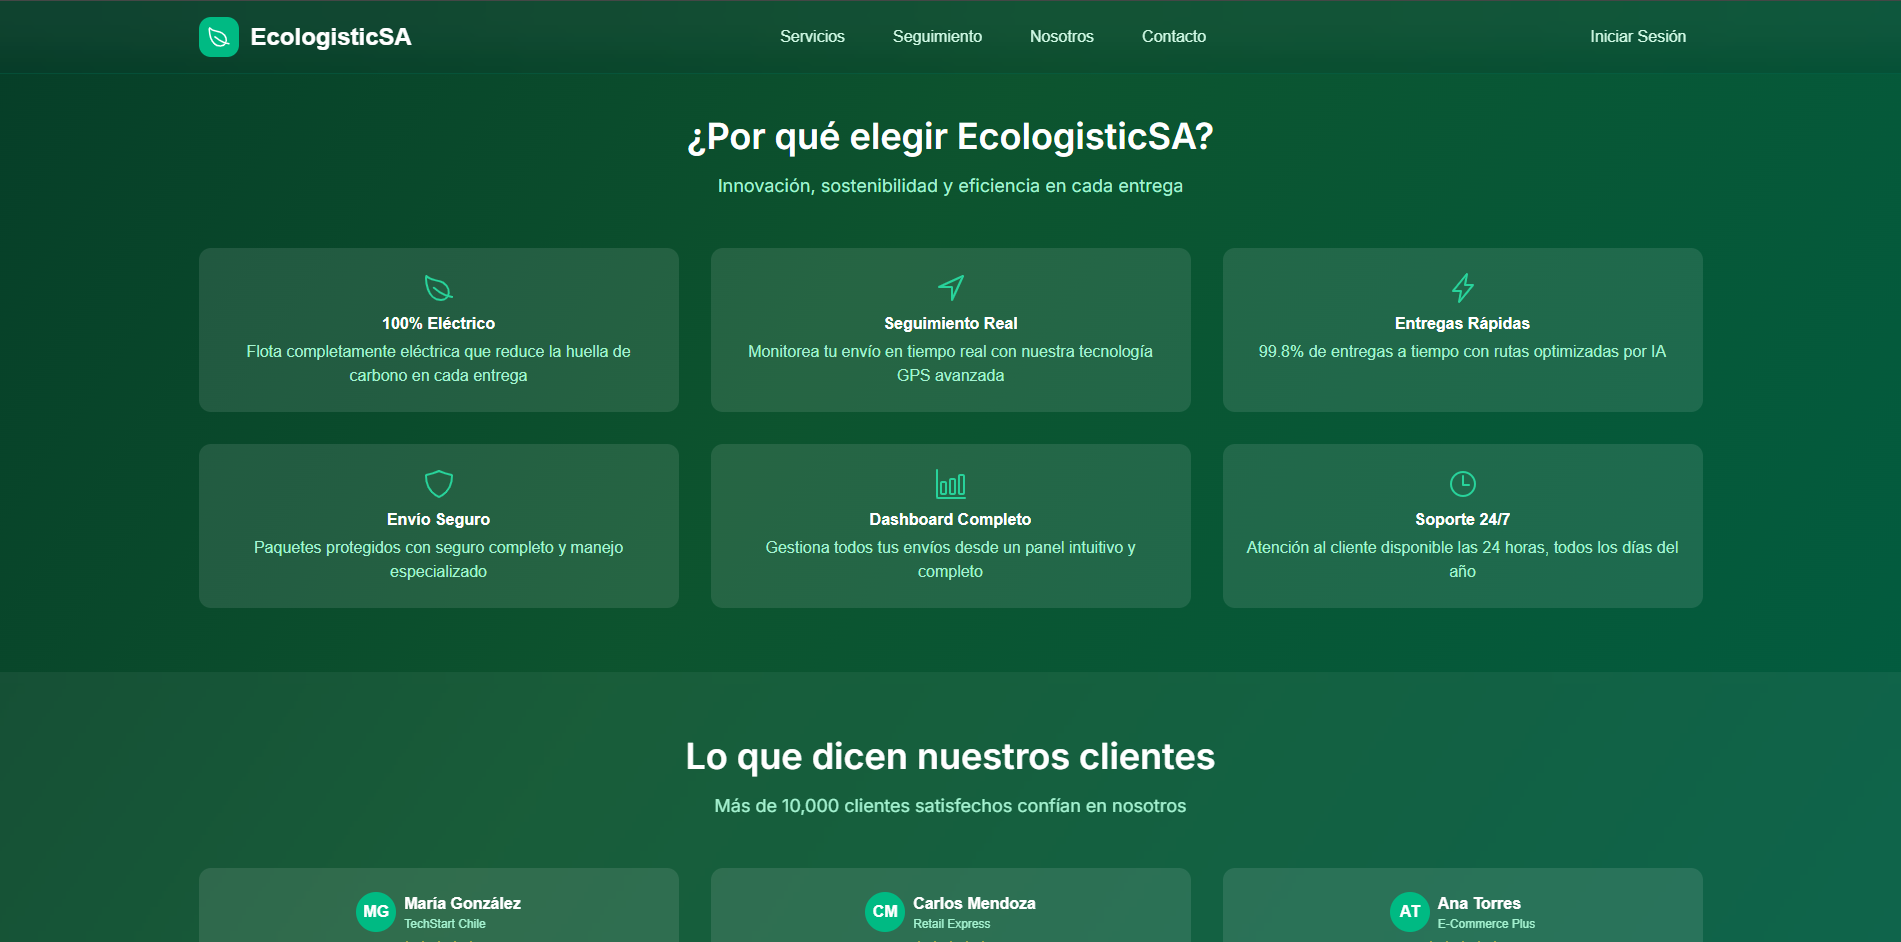 EcologisticSA
Servicios
Seguimiento
Nosotros
Contacto
Iniciar Sesión
¿Por qué elegir EcologisticSA?
Innovación, sostenibilidad y eficiencia en cada entrega
100% Eléctrico
Flota completamente eléctrica que reduce la huella de
carbono en cada entrega
Seguimiento Real
Monitorea tu envío en tiempo real con nuestra tecnología
GPS avanzada
Entregas Rápidas
99.8% de entregas a tiempo con rutas optimizadas por IA
Envío Seguro
Paquetes protegidos con seguro completo y manejo
especializado
Dashboard Completo
Gestiona todos tus envíos desde un panel intuitivo y
completo
Soporte 24/7
Atención al cliente disponible las 24 horas, todos los días del
año
Lo que dicen nuestros clientes
Más de 10,000 clientes satisfechos confían en nosotros
MG
María González
TechStart Chile
CM
Carlos Mendoza
Retail Express
AT
Ana Torres
E-Commerce Plus